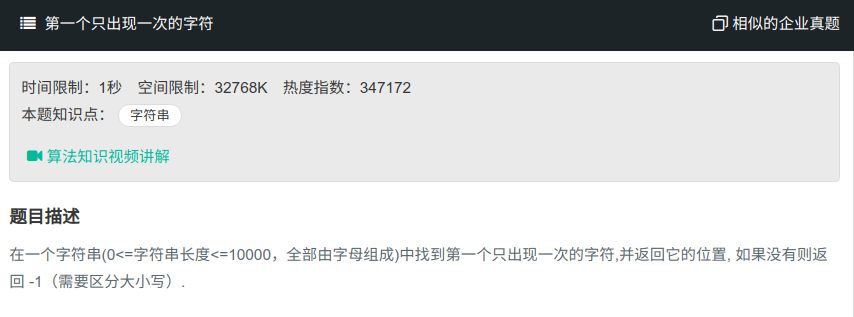 第一个只出现一次的字符
相似的企业真题
时间限制：1秒 空间限制：32768K 热度指数：347172
本题知识点： 字符串
算法知识视频讲解
题目描述
在一个字符串(0<=字符串长度<=10000，全部由字母组成)中找到第一个只出现一次的字符,并返回它的位置, 如果没有则返
回 -1（需要区分大小写）.